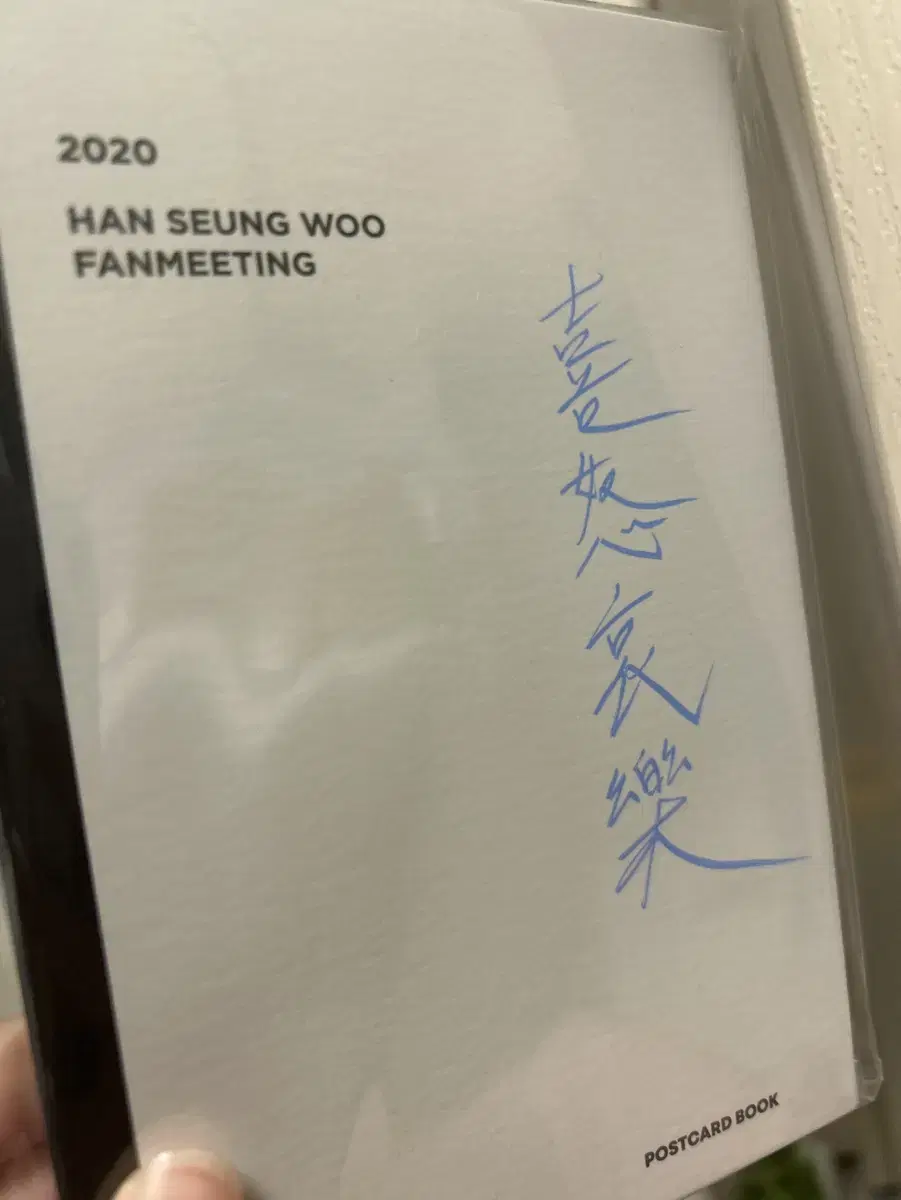 2020
HAN SEUNG WOO
FANMEETING
喜怒哀樂
POSTCARD BOOK